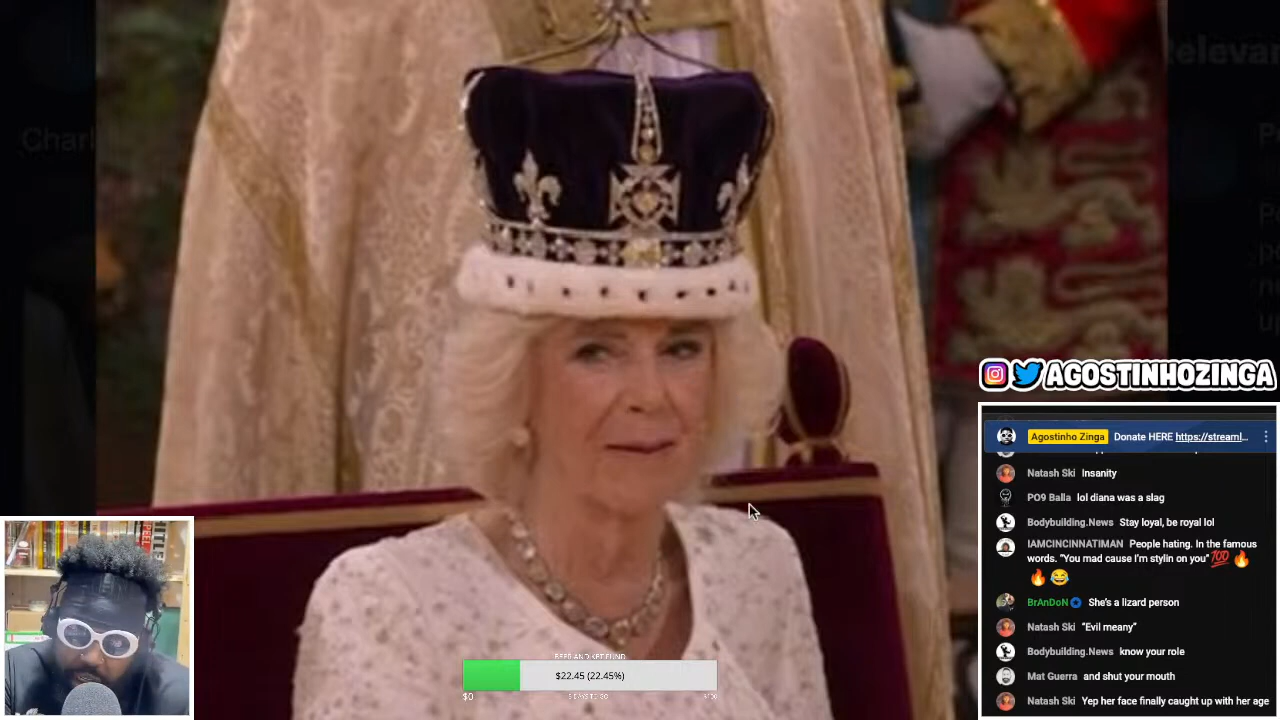 Charl
Relevan
AGOSTINHOZINGA
Agostinho Zinga Donate HERE https://streaml...
Natash Ski Insanity
PO9 Balla lol diana was a slag
Bodybuilding.News Stay loyal, be royal lol
IAMCINCINNATIMAN People hating. In the famous
words. "You mad cause I'm stylin on you"💯🔥
🔥😂
BrAnDoN She's a lizard person
Natash Ski "Evil meany"
Bodybuilding.News know your role
Mat Guerra and shut your mouth
Natash Ski Yep her face finally caught up with her age
$22.45 (22.45%)
$0